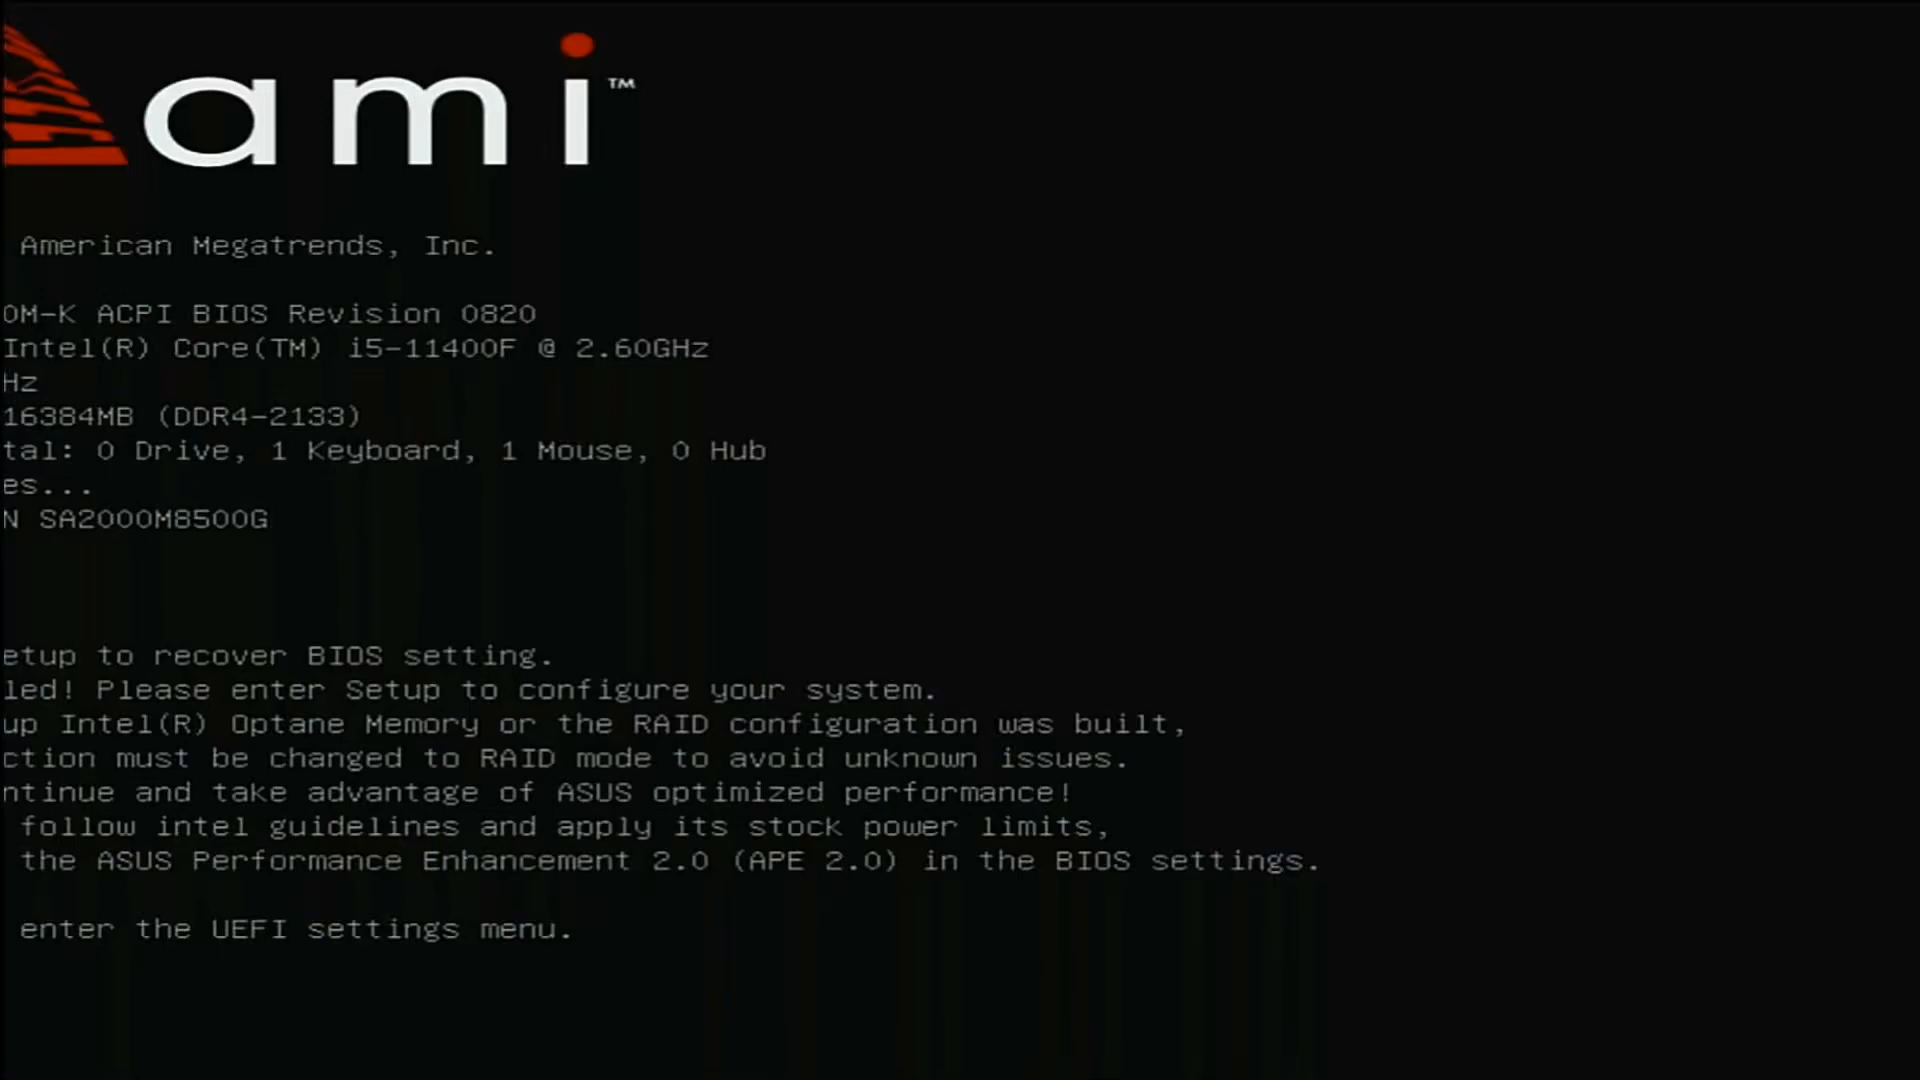 ami™
American Megatrends, Inc.
0M-K ACPI BIOS Revision 0820
Intel(R) Core(TM) i5-11400F @ 2.60GHz
Hz
16384MB (DDR4-2133)
tal: 0 Drive, 1 Keyboard, 1 Mouse, 0 Hub
es...
N SA2000M8500G
etup to recover BIOS setting.
led! Please enter Setup to configure your system.
up Intel(R) Optane Memory or the RAID configuration was built,
ction must be changed to RAID mode to avoid unknown issues.
ntinue and take advantage of ASUS optimized performance!
follow intel guidelines and apply its stock power limits,
the ASUS Performance Enhancement 2.0 (APE 2.0) in the BIOS settings.
enter the UEFI settings menu.